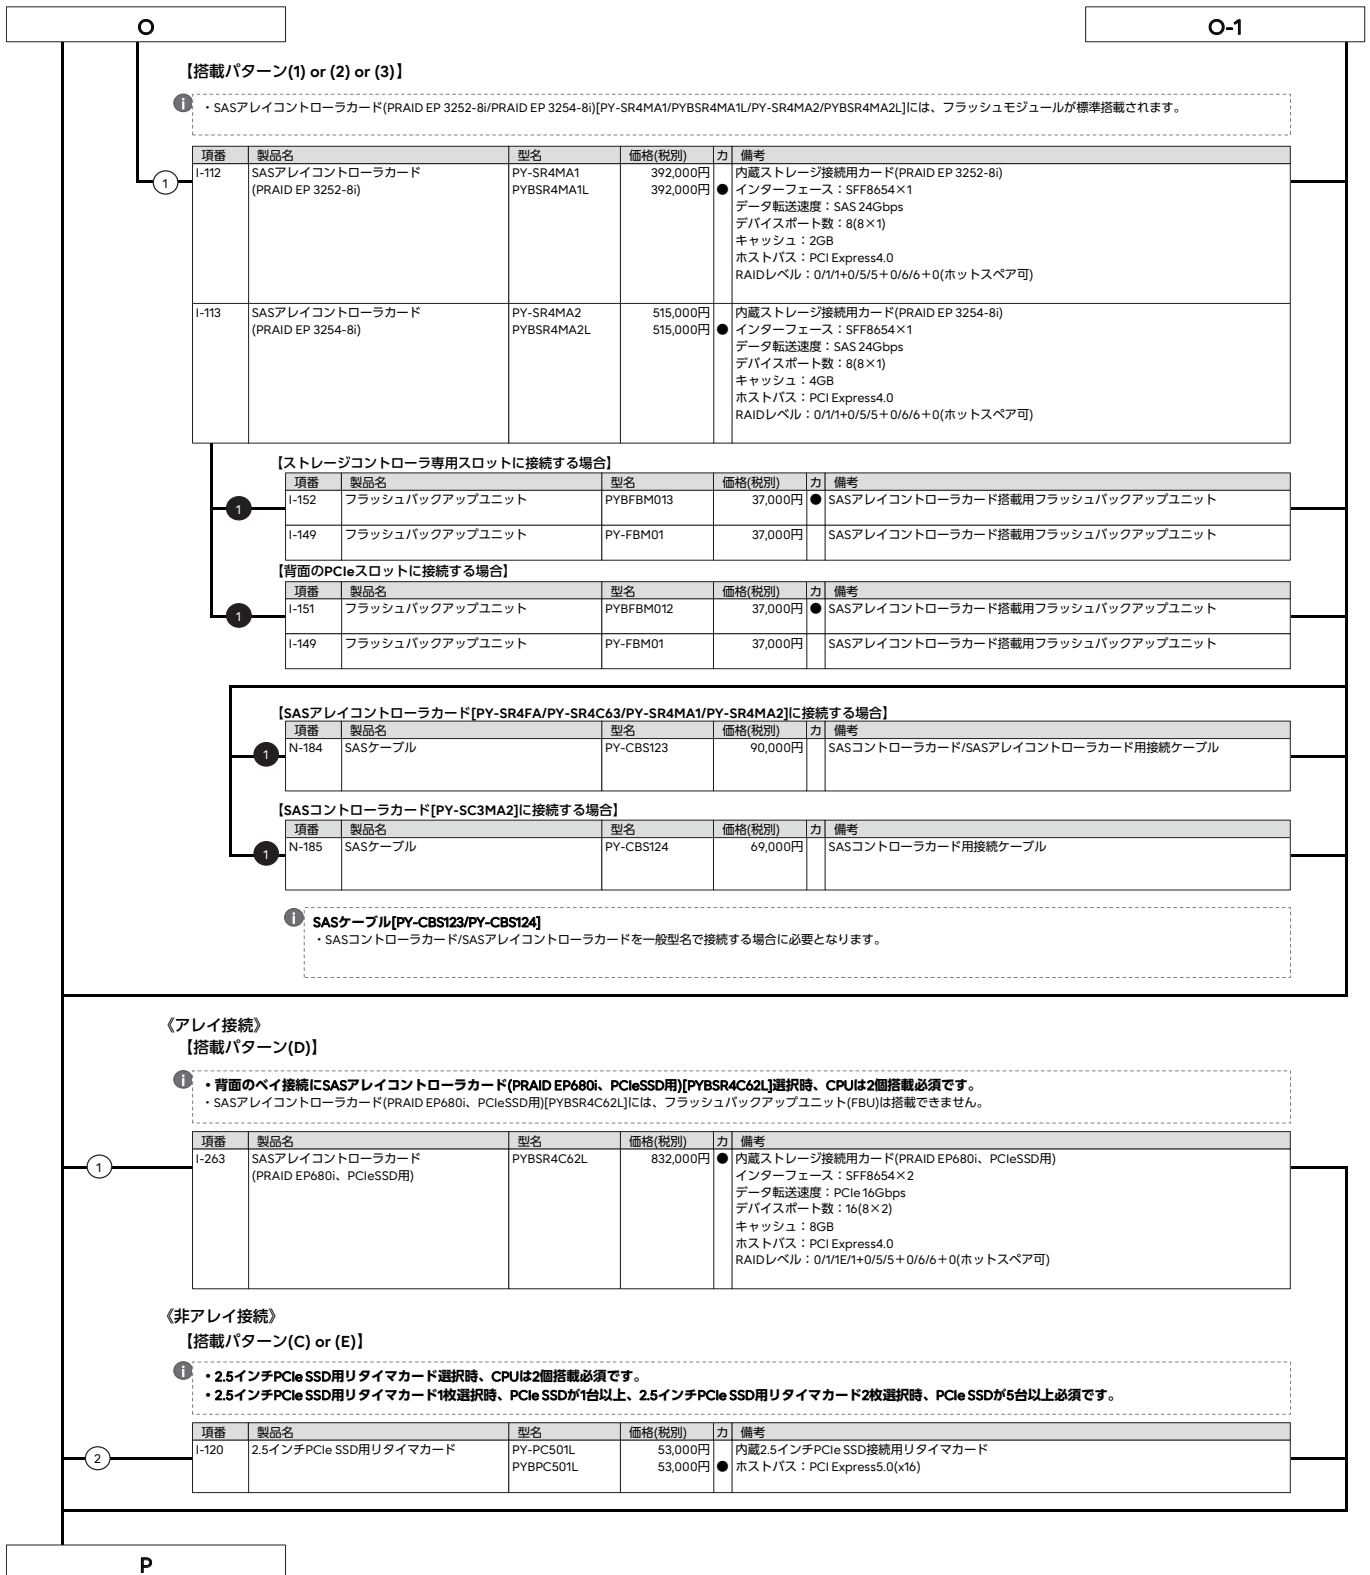 O
O-1
【搭載パターン(1) or (2) or (3)】
・SASアレイコントローラカード(PRAID EP 3252-8i/PRAID EP 3254-8i)[PY-SR4MA1/PYBSR4MA1L/PY-SR4MA2/PYBSR4MA2L]には、フラッシュモジュールが標準搭載されます。
項番 製品名 型名 価格(税別) カ 備考
1
I-112 SASアレイコントローラカード PY-SR4MA1 392,000円 内蔵ストレージ接続用カード(PRAID EP 3252-8i)
(PRAID EP 3252-8i) PYBSR4MA1L 392,000円 ● インターフェース：SFF8654×1
データ転送速度：SAS 24Gbps
デバイスポート数：8(8×1)
キャッシュ：2GB
ホストバス：PCI Express4.0
RAIDレベル：0/1/1+0/5/5＋0/6/6＋0(ホットスペア可)
I-113 SASアレイコントローラカード PY-SR4MA2 515,000円 内蔵ストレージ接続用カード(PRAID EP 3254-8i)
(PRAID EP 3254-8i) PYBSR4MA2L 515,000円 ● インターフェース：SFF8654×1
データ転送速度：SAS 24Gbps
デバイスポート数：8(8×1)
キャッシュ：4GB
ホストバス：PCI Express4.0
RAIDレベル：0/1/1+0/5/5＋0/6/6＋0(ホットスペア可)
【ストレージコントローラ専用スロットに接続する場合】
項番 製品名 型名 価格(税別) カ 備考
1
I-152 フラッシュバックアップユニット PYBFBM013 37,000円 ● SASアレイコントローラカード搭載用フラッシュバックアップユニット
I-149 フラッシュバックアップユニット PY-FBM01 37,000円 SASアレイコントローラカード搭載用フラッシュバックアップユニット
【背面のPCIeスロットに接続する場合】
項番 製品名 型名 価格(税別) カ 備考
1
I-151 フラッシュバックアップユニット PYBFBM012 37,000円 ● SASアレイコントローラカード搭載用フラッシュバックアップユニット
I-149 フラッシュバックアップユニット PY-FBM01 37,000円 SASアレイコントローラカード搭載用フラッシュバックアップユニット
【SASアレイコントローラカード[PY-SR4FA/PY-SR4C63/PY-SR4MA1/PY-SR4MA2]に接続する場合】
項番 製品名 型名 価格(税別) カ 備考
1
N-184 SASケーブル PY-CBS123 90,000円 SASコントローラカード/SASアレイコントローラカード用接続ケーブル
【SASコントローラカード[PY-SC3MA2]に接続する場合】
項番 製品名 型名 価格(税別) カ 備考
1
N-185 SASケーブル PY-CBS124 69,000円 SASコントローラカード用接続ケーブル
SASケーブル[PY-CBS123/PY-CBS124]
・SASコントローラカード/SASアレイコントローラカードを一般型名で接続する場合に必要となります。
《アレイ接続》
【搭載パターン(D)】
・背面のベイ接続にSASアレイコントローラカード(PRAID EP680i、PCIeSSD用)[PYBSR4C62L]選択時、CPUは2個搭載必須です。
・SASアレイコントローラカード(PRAID EP680i、PCIeSSD用)[PYBSR4C62L]には、フラッシュバックアップユニット(FBU)は搭載できません。
項番 製品名 型名 価格(税別) カ 備考
1
I-263 SASアレイコントローラカード PYBSR4C62L 832,000円 ● 内蔵ストレージ接続用カード(PRAID EP680i、PCIeSSD用)
(PRAID EP680i、PCIeSSD用) インターフェース：SFF8654×2
データ転送速度：PCIe 16Gbps
デバイスポート数：16(8×2)
キャッシュ：8GB
ホストバス：PCI Express4.0
RAIDレベル：0/1/1E/1+0/5/5＋0/6/6＋0(ホットスペア可)
《非アレイ接続》
【搭載パターン(C) or (E)】
・2.5インチPCIe SSD用リタイマカード選択時、CPUは2個搭載必須です。
・2.5インチPCIe SSD用リタイマカード1枚選択時、PCIe SSDが1台以上、2.5インチPCIe SSD用リタイマカード2枚選択時、PCIe SSDが5台以上必須です。
項番 製品名 型名 価格(税別) カ 備考
2
I-120 2.5インチPCIe SSD用リタイマカード PY-PC501L 53,000円 内蔵2.5インチPCIe SSD接続用リタイマカード
PYBPC501L 53,000円 ● ホストバス：PCI Express5.0(x16)
P